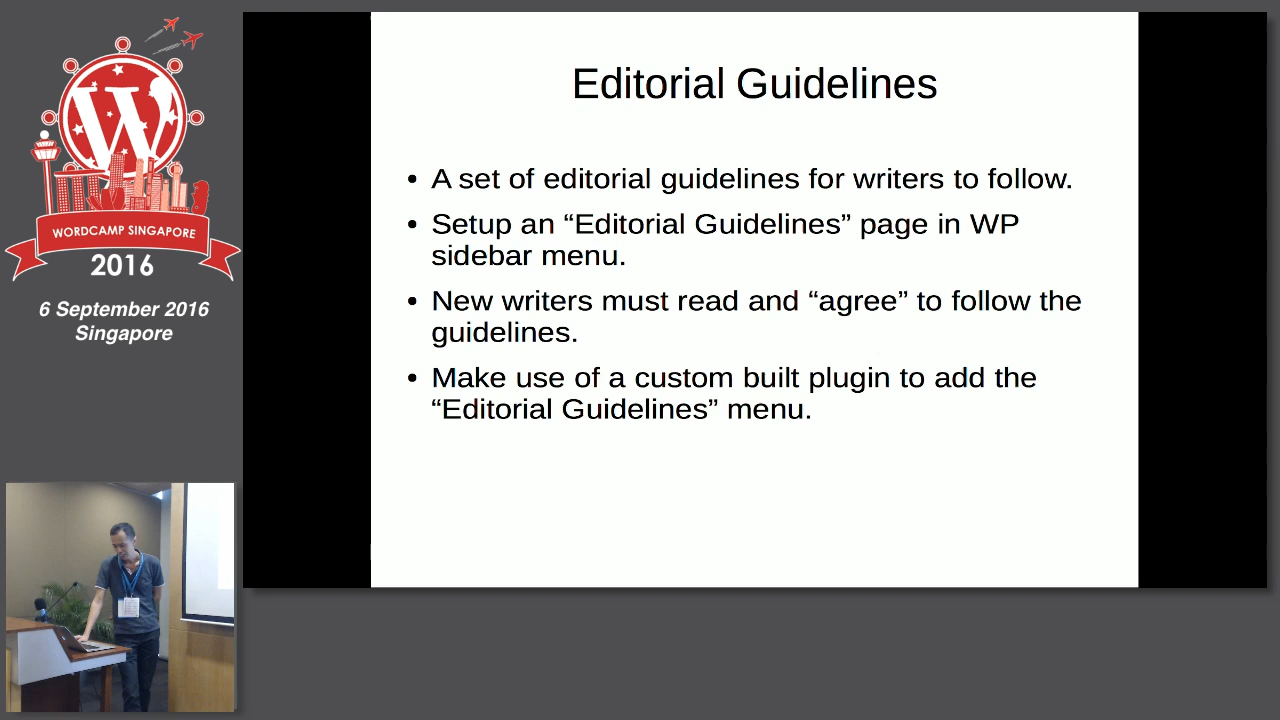 WORDCAMP SINGAPORE
2016
6 September 2016
Singapore
Editorial Guidelines
• A set of editorial guidelines for writers to follow.
• Setup an “Editorial Guidelines” page in WP
sidebar menu.
• New writers must read and “agree” to follow the
guidelines.
• Make use of a custom built plugin to add the
“Editorial Guidelines” menu.